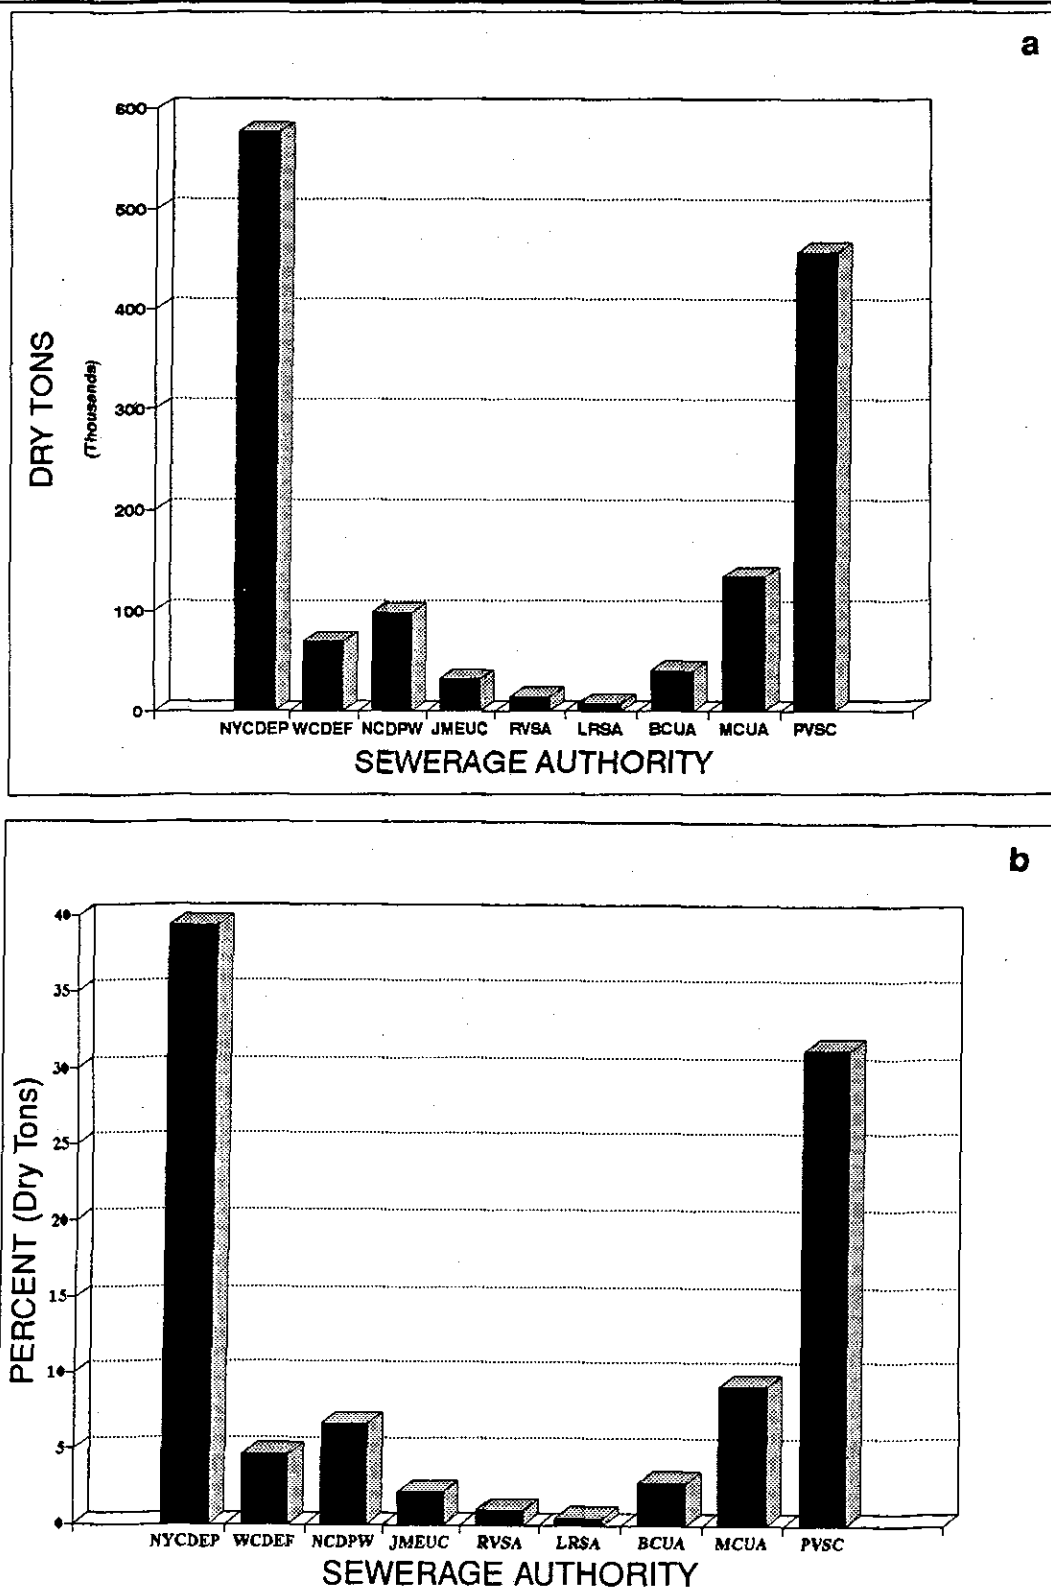 a
600
500
400
300
200
100
0
DRY TONS
(Thousands)
NYCDEP WCDEF NCDPW JMEUC RVSA LRSA BCUA MCUA PVSC
SEWERAGE AUTHORITY
b
40
35
30
25
20
15
10
5
0
PERCENT (Dry Tons)
NYCDEP WCDEF NCDPW JMEUC RVSA LRSA BCUA MCUA PVSC
SEWERAGE AUTHORITY